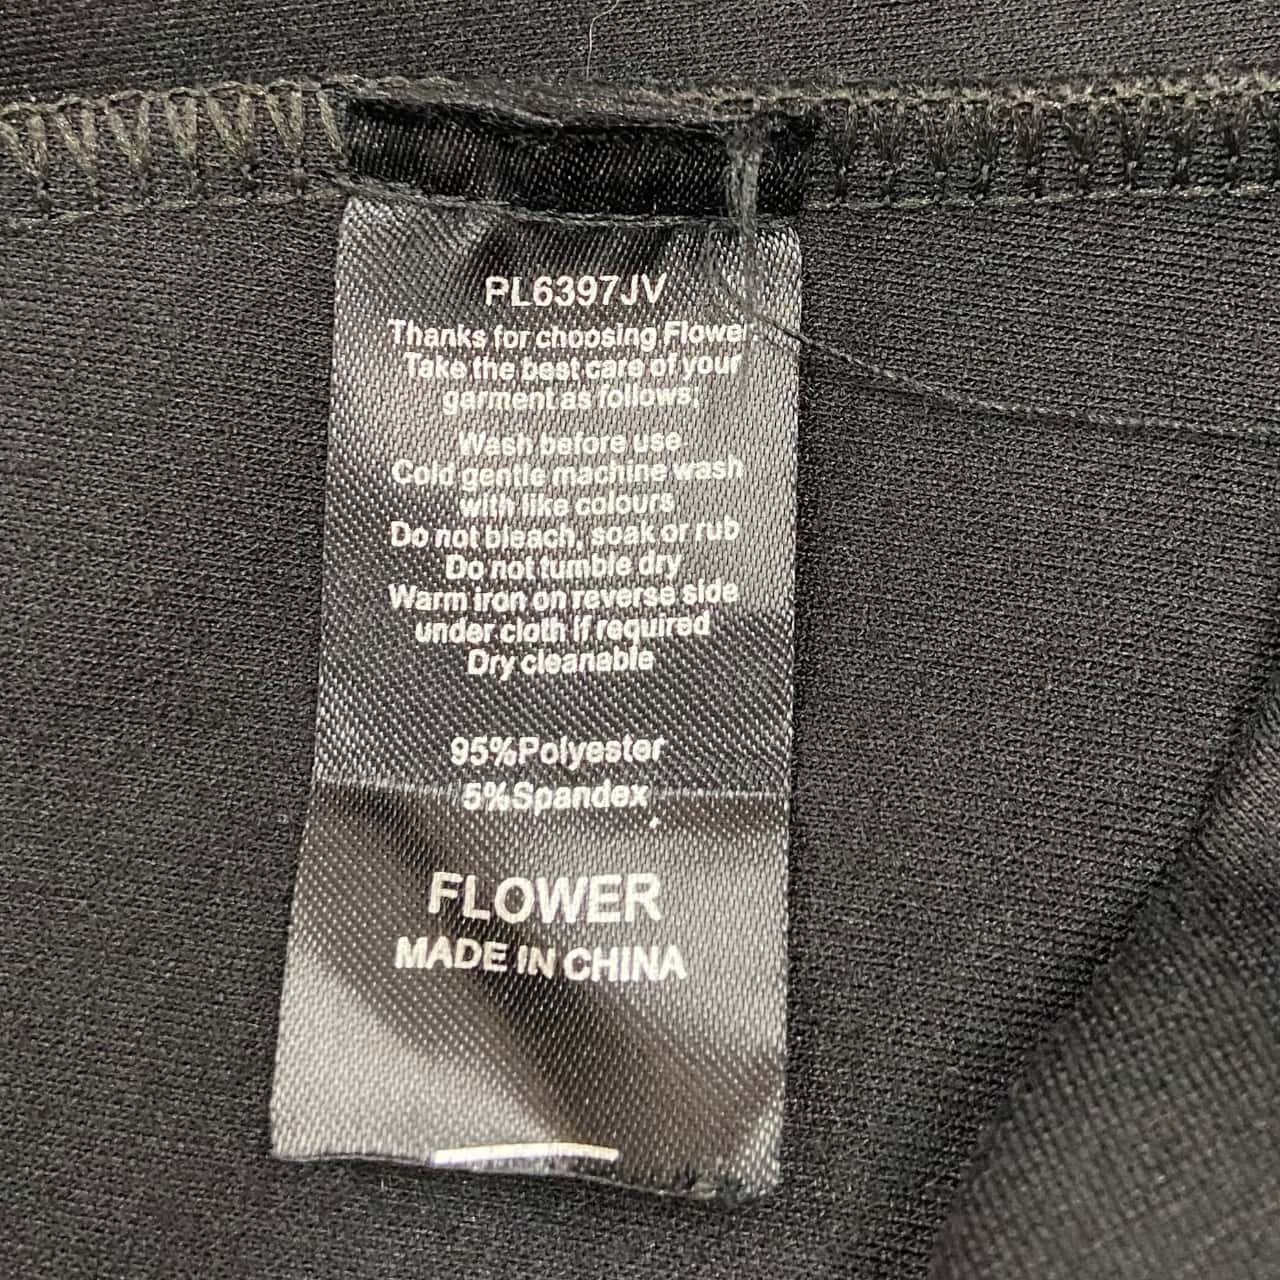 PL6397JV
Thanks for choosing Flower
Take the best care of your
garment as follows;
Wash before use.
Cold gentle machine wash
with like colours
Do not bleach, soak or rub
Do not tumble dry
Warm iron on reverse side
under cloth if required
Dry cleanable
95%Polyester
5%Spandex
FLOWER
MADE IN CHINA